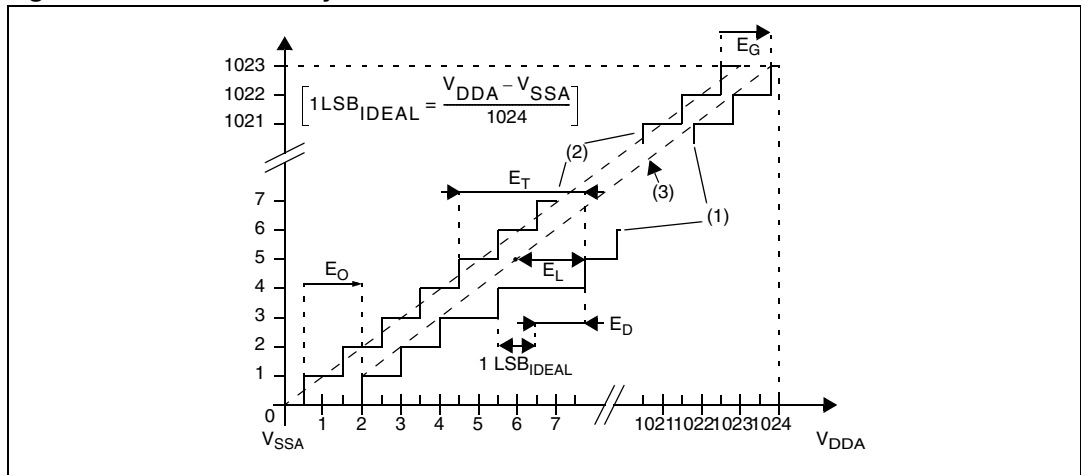 E_G
1023
1022
1021
[1LSB_IDEAL = (V_DDA − V_SSA) / 1024]
(2)
(3)
(1)
E_T
7
6
5
4
3
2
1
0
E_O
E_L
E_D
1 LSB_IDEAL
1 2 3 4 5 6 7 1021 1022 1023 1024
V_SSA
V_DDA